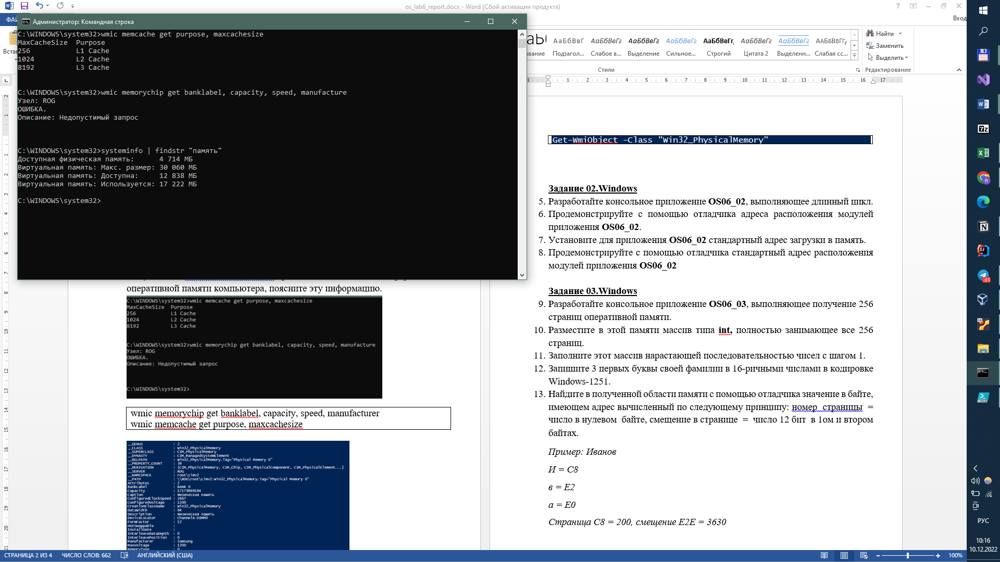 os_lab6_report.docx - Word (Сбой активации продукта)
ФАЙ
Вход
Администратор: Командная строка
C:\WINDOWS\system32>wmic memcache get purpose, maxcachesize
MaxCacheSize  Purpose
256           L1 Cache
1024          L2 Cache
8192          L3 Cache
C:\WINDOWS\system32>wmic memorychip get banklabel, capacity, speed, manufacture
Узел: ROG
ОШИБКА.
Описание: Недопустимый запрос
C:\WINDOWS\system32>systeminfo | findstr "память"
Доступная физическая память:      4 714 МБ
Виртуальная память: Макс. размер: 30 060 МБ
Виртуальная память: Доступна:     12 838 МБ
Виртуальная память: Используется: 17 222 МБ
C:\WINDOWS\system32>
АаБбВвГ АаБбВвГг АаБбВвГг АаБбВвГг АаБбВвГг, АаБбВвГг АаБбВвГг ААББВВГГ,
звание Подзагол... Слабое в... Выделение Сильное... Строгий Цитата 2 Выделенн... Слабая сс...
Стили
Найти
Заменить
Выделить
Редактирование
1 1 2 3 4 5 6 7 8 9 10 11 12 13 14 15 16 17
оперативной памяти компьютера, поясните эту информацию.
C:\WINDOWS\system32>wmic memcache get purpose, maxcachesize
MaxCacheSize  Purpose
256           L1 Cache
1024          L2 Cache
8192          L3 Cache
C:\WINDOWS\system32>wmic memorychip get banklabel, capacity, speed, manufacture
Узел: ROG
ОШИБКА.
Описание: Недопустимый запрос
C:\WINDOWS\system32>
wmic memorychip get banklabel, capacity, speed, manufacturer
wmic memcache get purpose, maxcachesize
__GENUS : 2
__CLASS : Win32_PhysicalMemory
__SUPERCLASS : CIM_PhysicalMemory
__DYNASTY : CIM_ManagedSystemElement
__RELPATH : Win32_PhysicalMemory.Tag="Physical Memory 0"
__PROPERTY_COUNT : 36
__DERIVATION : {CIM_PhysicalMemory, CIM_Chip, CIM_PhysicalComponent, CIM_PhysicalElement...}
__SERVER : ROG
__NAMESPACE : root\cimv2
__PATH : \\ROG\root\cimv2:Win32_PhysicalMemory.Tag="Physical Memory 0"
Attributes : 2
BankLabel : BANK 0
Capacity : 17179869184
Caption : Физическая память
ConfiguredClockSpeed : 2667
ConfiguredVoltage : 1200
CreationClassName : Win32_PhysicalMemory
DataWidth : 64
Description : Физическая память
DeviceLocator : ChannelA-DIMM0
FormFactor : 12
HotSwappable :
InstallDate :
InterleaveDataDepth : 0
InterleavePosition : 0
Manufacturer : Samsung
MaxVoltage : 1200
MemoryType : 0
Get-WmiObject -Class "Win32_PhysicalMemory"
Задание 02.Windows
5. Разработайте консольное приложение OS06_02, выполняющее длинный цикл.
6. Продемонстрируйте с помощью отладчика адреса расположения модулей
приложения OS06_02.
7. Установите для приложения OS06_02 стандартный адрес загрузки в память.
8. Продемонстрируйте с помощью отладчика стандартный адрес расположения
модулей приложения OS06_02
Задание 03.Windows
9. Разработайте консольное приложение OS06_03, выполняющее получение 256
страниц оперативной памяти.
10. Разместите в этой памяти массив типа int, полностью занимающее все 256
страниц.
11. Заполните этот массив нарастающей последовательностью чисел с шагом 1.
12. Запишите 3 первых буквы своей фамилии в 16-ричными числами в кодировке
Windows-1251.
13. Найдите в полученной области памяти с помощью отладчика значение в байте,
имеющем адрес вычисленный по следующему принципу: номер страницы =
число в нулевом байте, смещение в странице = число 12 бит в 1ом и втором
байтах.
Пример: Иванов
И = C8
в = E2
а = E0
Страница C8 = 200, смещение E2E = 3630
СТРАНИЦА 2 ИЗ 4
ЧИСЛО СЛОВ: 662
АНГЛИЙСКИЙ (США)
100%
РУС
10:16
10.12.2022